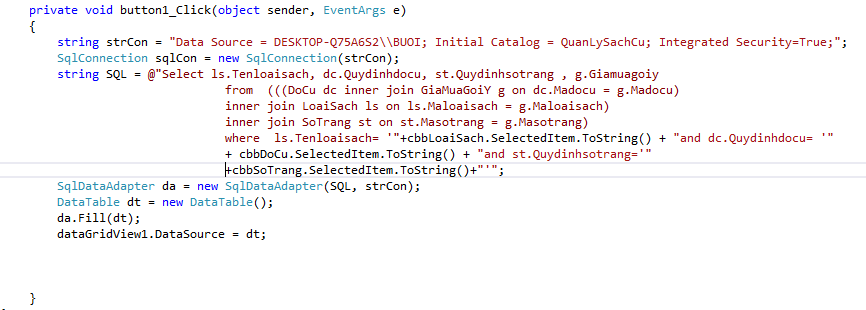 private void button1_Click(object sender, EventArgs e)
{
string strCon = "Data Source = DESKTOP-Q75A6S2\\BUOI; Initial Catalog = QuanLySachCu; Integrated Security=True;";
SqlConnection sqlCon = new SqlConnection(strCon);
string SQL = @"Select ls.Tenloaisach, dc.Quydinhdocu, st.Quydinhsotrang , g.Giamuagoiy
from (((DoCu dc inner join GiaMuaGoiY g on dc.Madocu = g.Madocu)
inner join LoaiSach ls on ls.Maloaisach = g.Maloaisach)
inner join SoTrang st on st.Masotrang = g.Masotrang)
where ls.Tenloaisach= '"+cbbLoaiSach.SelectedItem.ToString() + "and dc.Quydinhdocu= '"
+ cbbDoCu.SelectedItem.ToString() + "and st.Quydinhsotrang='"
+cbbSoTrang.SelectedItem.ToString()+"'";
SqlDataAdapter da = new SqlDataAdapter(SQL, strCon);
DataTable dt = new DataTable();
da.Fill(dt);
dataGridView1.DataSource = dt;
}